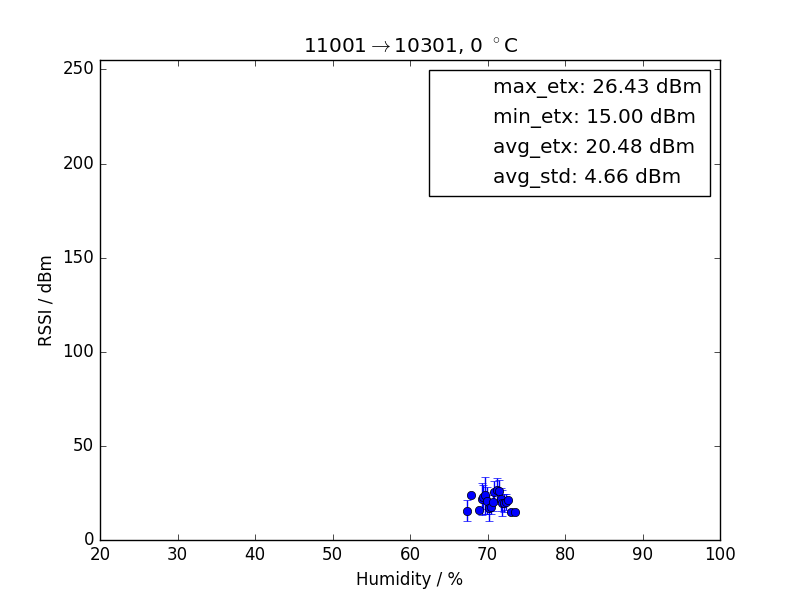 11001→10301, 0 °C
max_etx: 26.43 dBm
min_etx: 15.00 dBm
avg_etx: 20.48 dBm
avg_std: 4.66 dBm
RSSI / dBm
250
200
150
100
50
0
20 30 40 50 60 70 80 90 100
Humidity / %